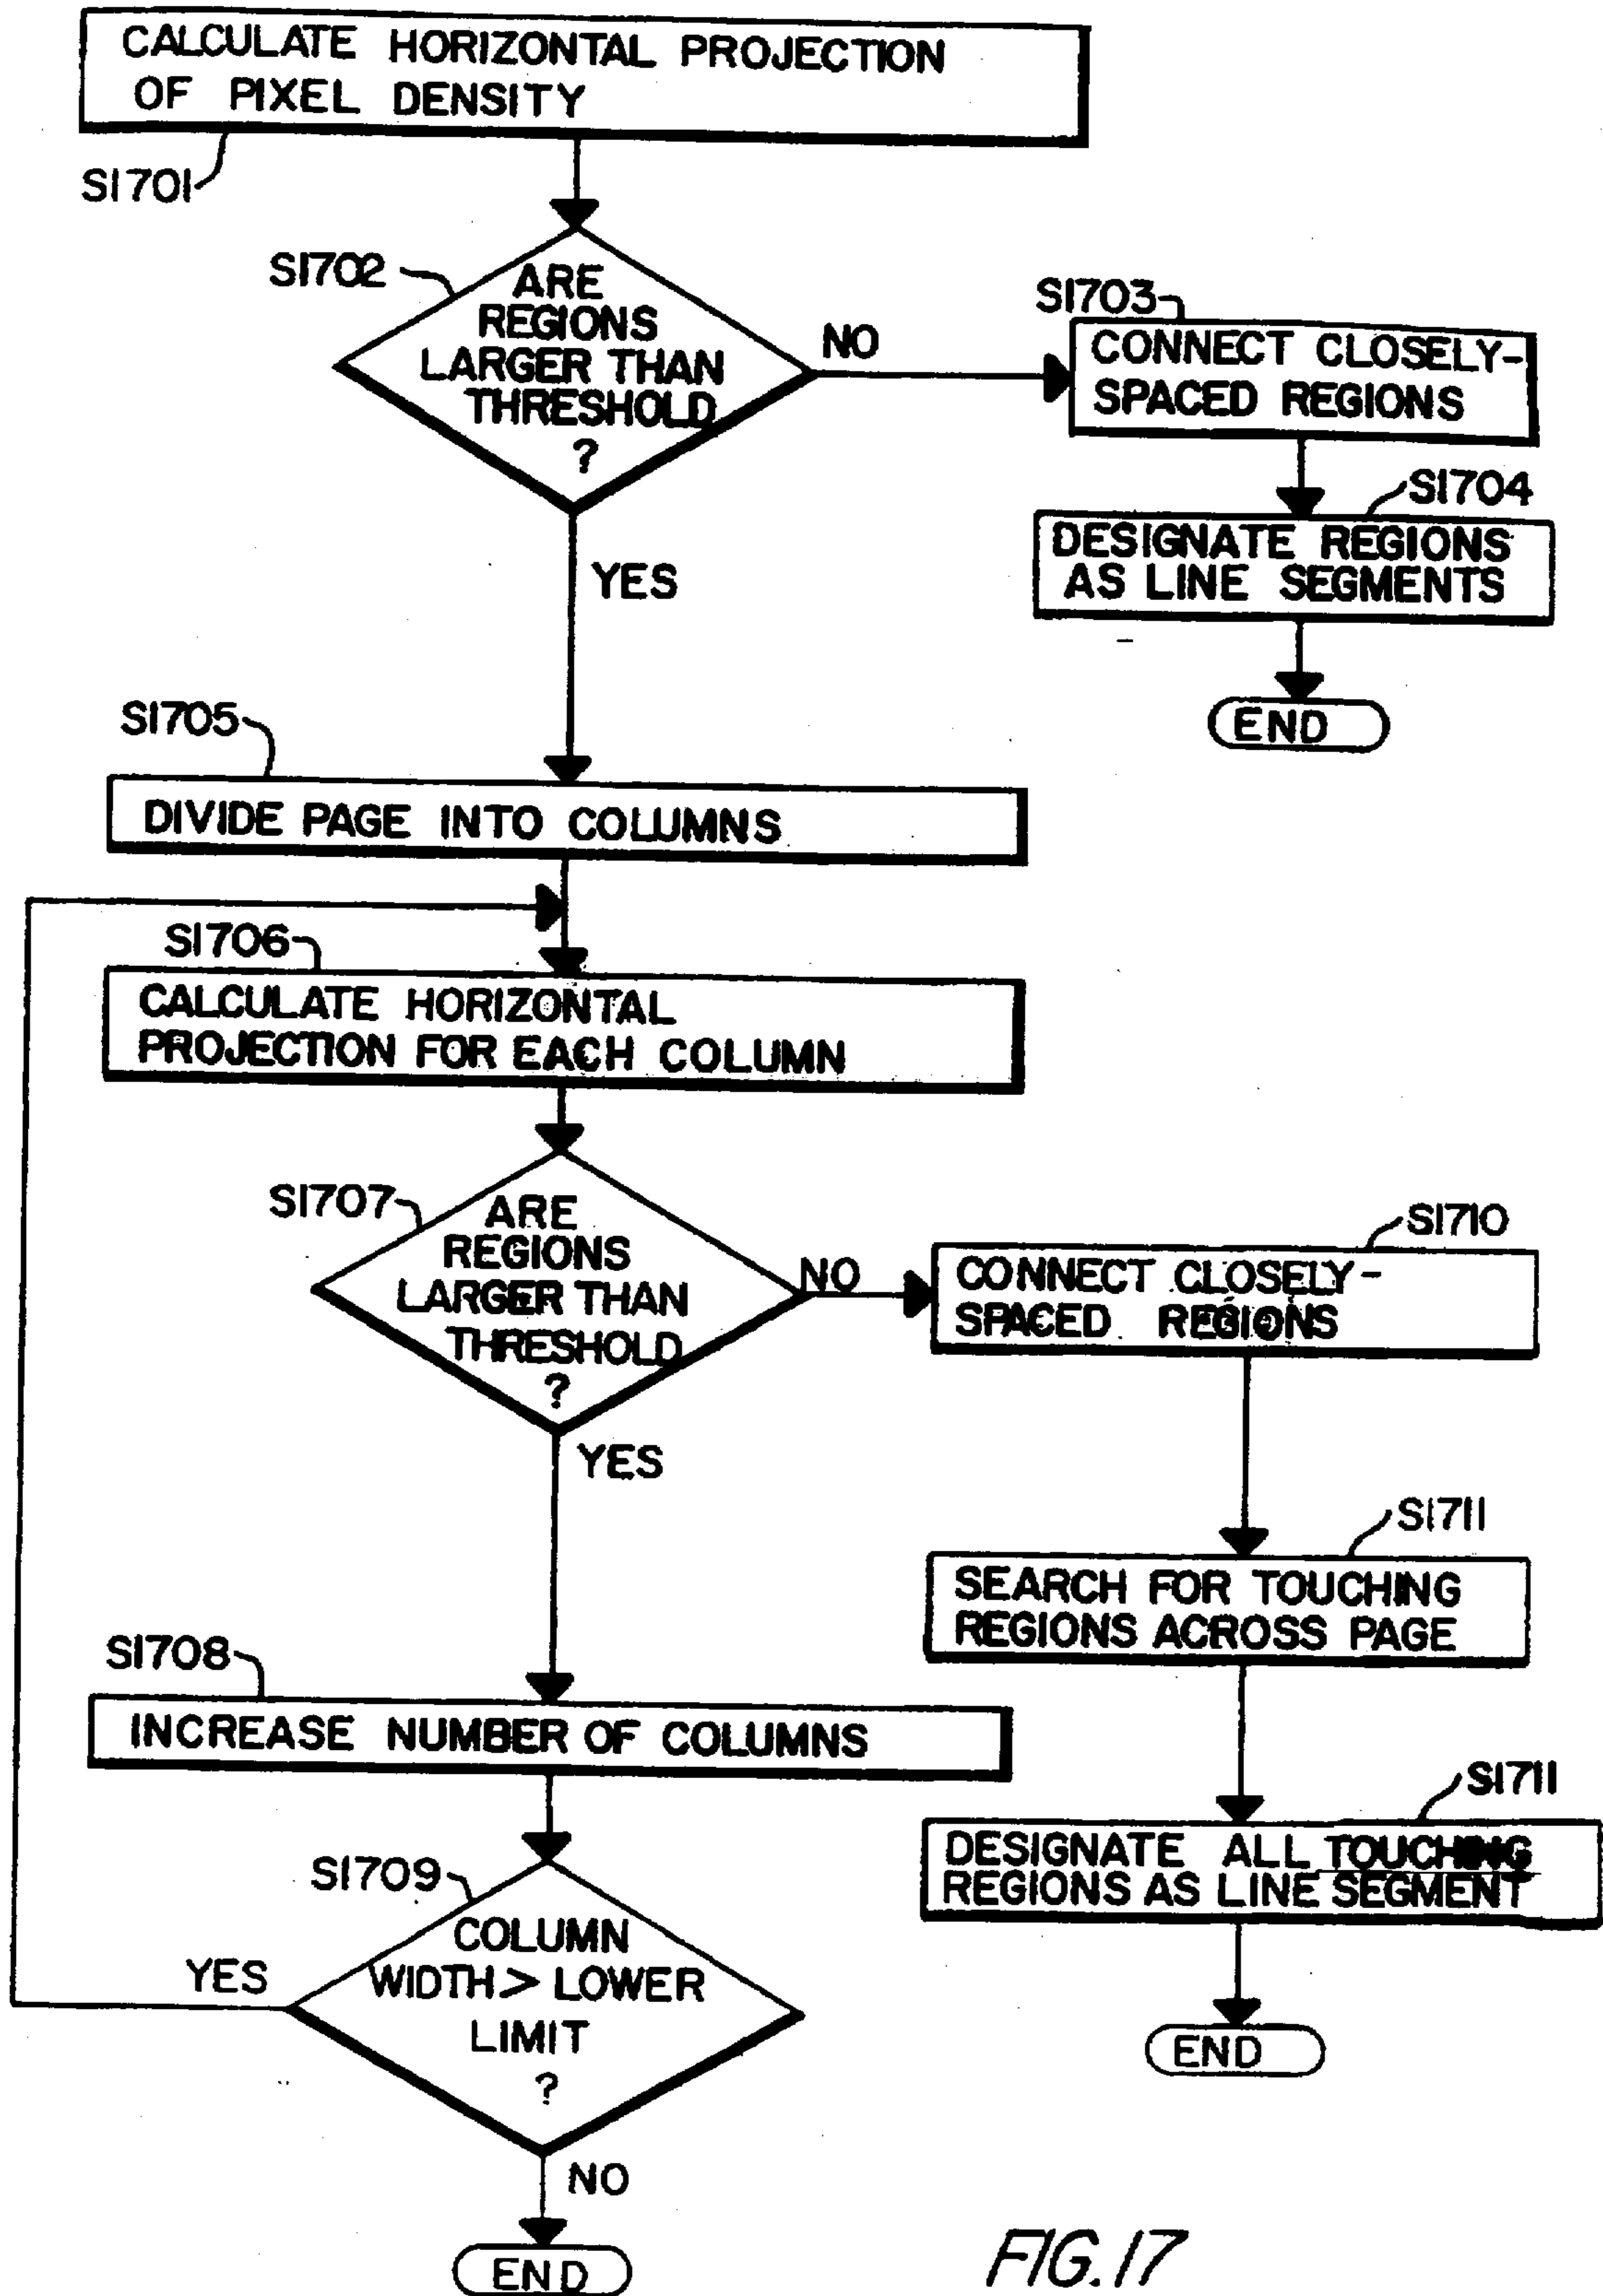 CALCULATE HORIZONTAL PROJECTION
OF PIXEL DENSITY
S1701
S1702
ARE
REGIONS
LARGER THAN
THRESHOLD
?
NO
S1703
CONNECT CLOSELY-
SPACED REGIONS
S1704
DESIGNATE REGIONS
AS LINE SEGMENTS
END
YES
S1705
DIVIDE PAGE INTO COLUMNS
S1706
CALCULATE HORIZONTAL
PROJECTION FOR EACH COLUMN
S1707
ARE
REGIONS
LARGER THAN
THRESHOLD
?
NO
S1710
CONNECT CLOSELY-
SPACED REGIONS
YES
S1711
SEARCH FOR TOUCHING
REGIONS ACROSS PAGE
S1708
INCREASE NUMBER OF COLUMNS
S1711
DESIGNATE ALL TOUCHING
REGIONS AS LINE SEGMENT
END
S1709
COLUMN
WIDTH > LOWER
LIMIT
?
YES
NO
END
FIG. 17